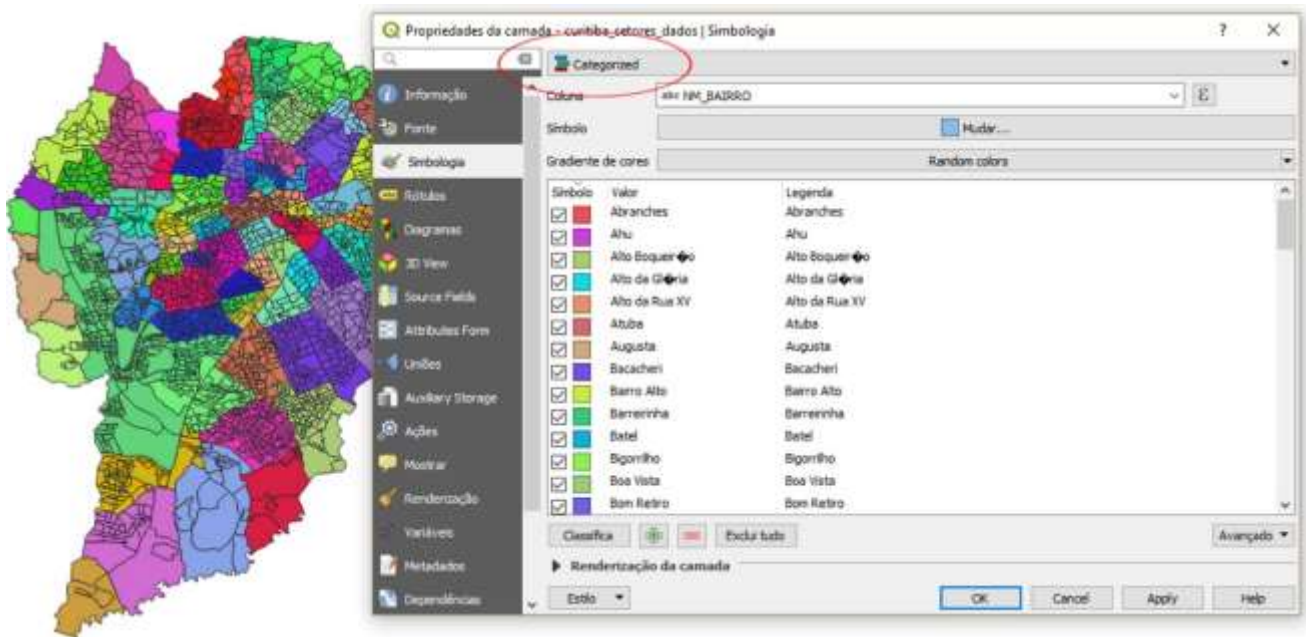 Propriedades da camada - curitiba_setores_dados | Simbologia
? X
Categorized
Informação
Coluna abc NM_BAIRRO ε
Fonte
Símbolo Mudar...
Simbologia
Gradiente de cores Random colors
Rótulos
Diagramas
3D View
Source Fields
Attributes Form
Uniões
Auxiliary Storage
Ações
Mostrar
Renderização
Variáveis
Metadados
Dependências
Símbolo Valor Legenda
Abranches Abranches
Ahu Ahu
Alto Boqueir�o Alto Boqueir�o
Alto da Gl�ria Alto da Gl�ria
Alto da Rua XV Alto da Rua XV
Atuba Atuba
Augusta Augusta
Bacacheri Bacacheri
Bairro Alto Bairro Alto
Barreirinha Barreirinha
Batel Batel
Bigorrilho Bigorrilho
Boa Vista Boa Vista
Bom Retiro Bom Retiro
Classifica Exclui tudo Avançado
Renderização da camada
Estilo OK Cancel Apply Help